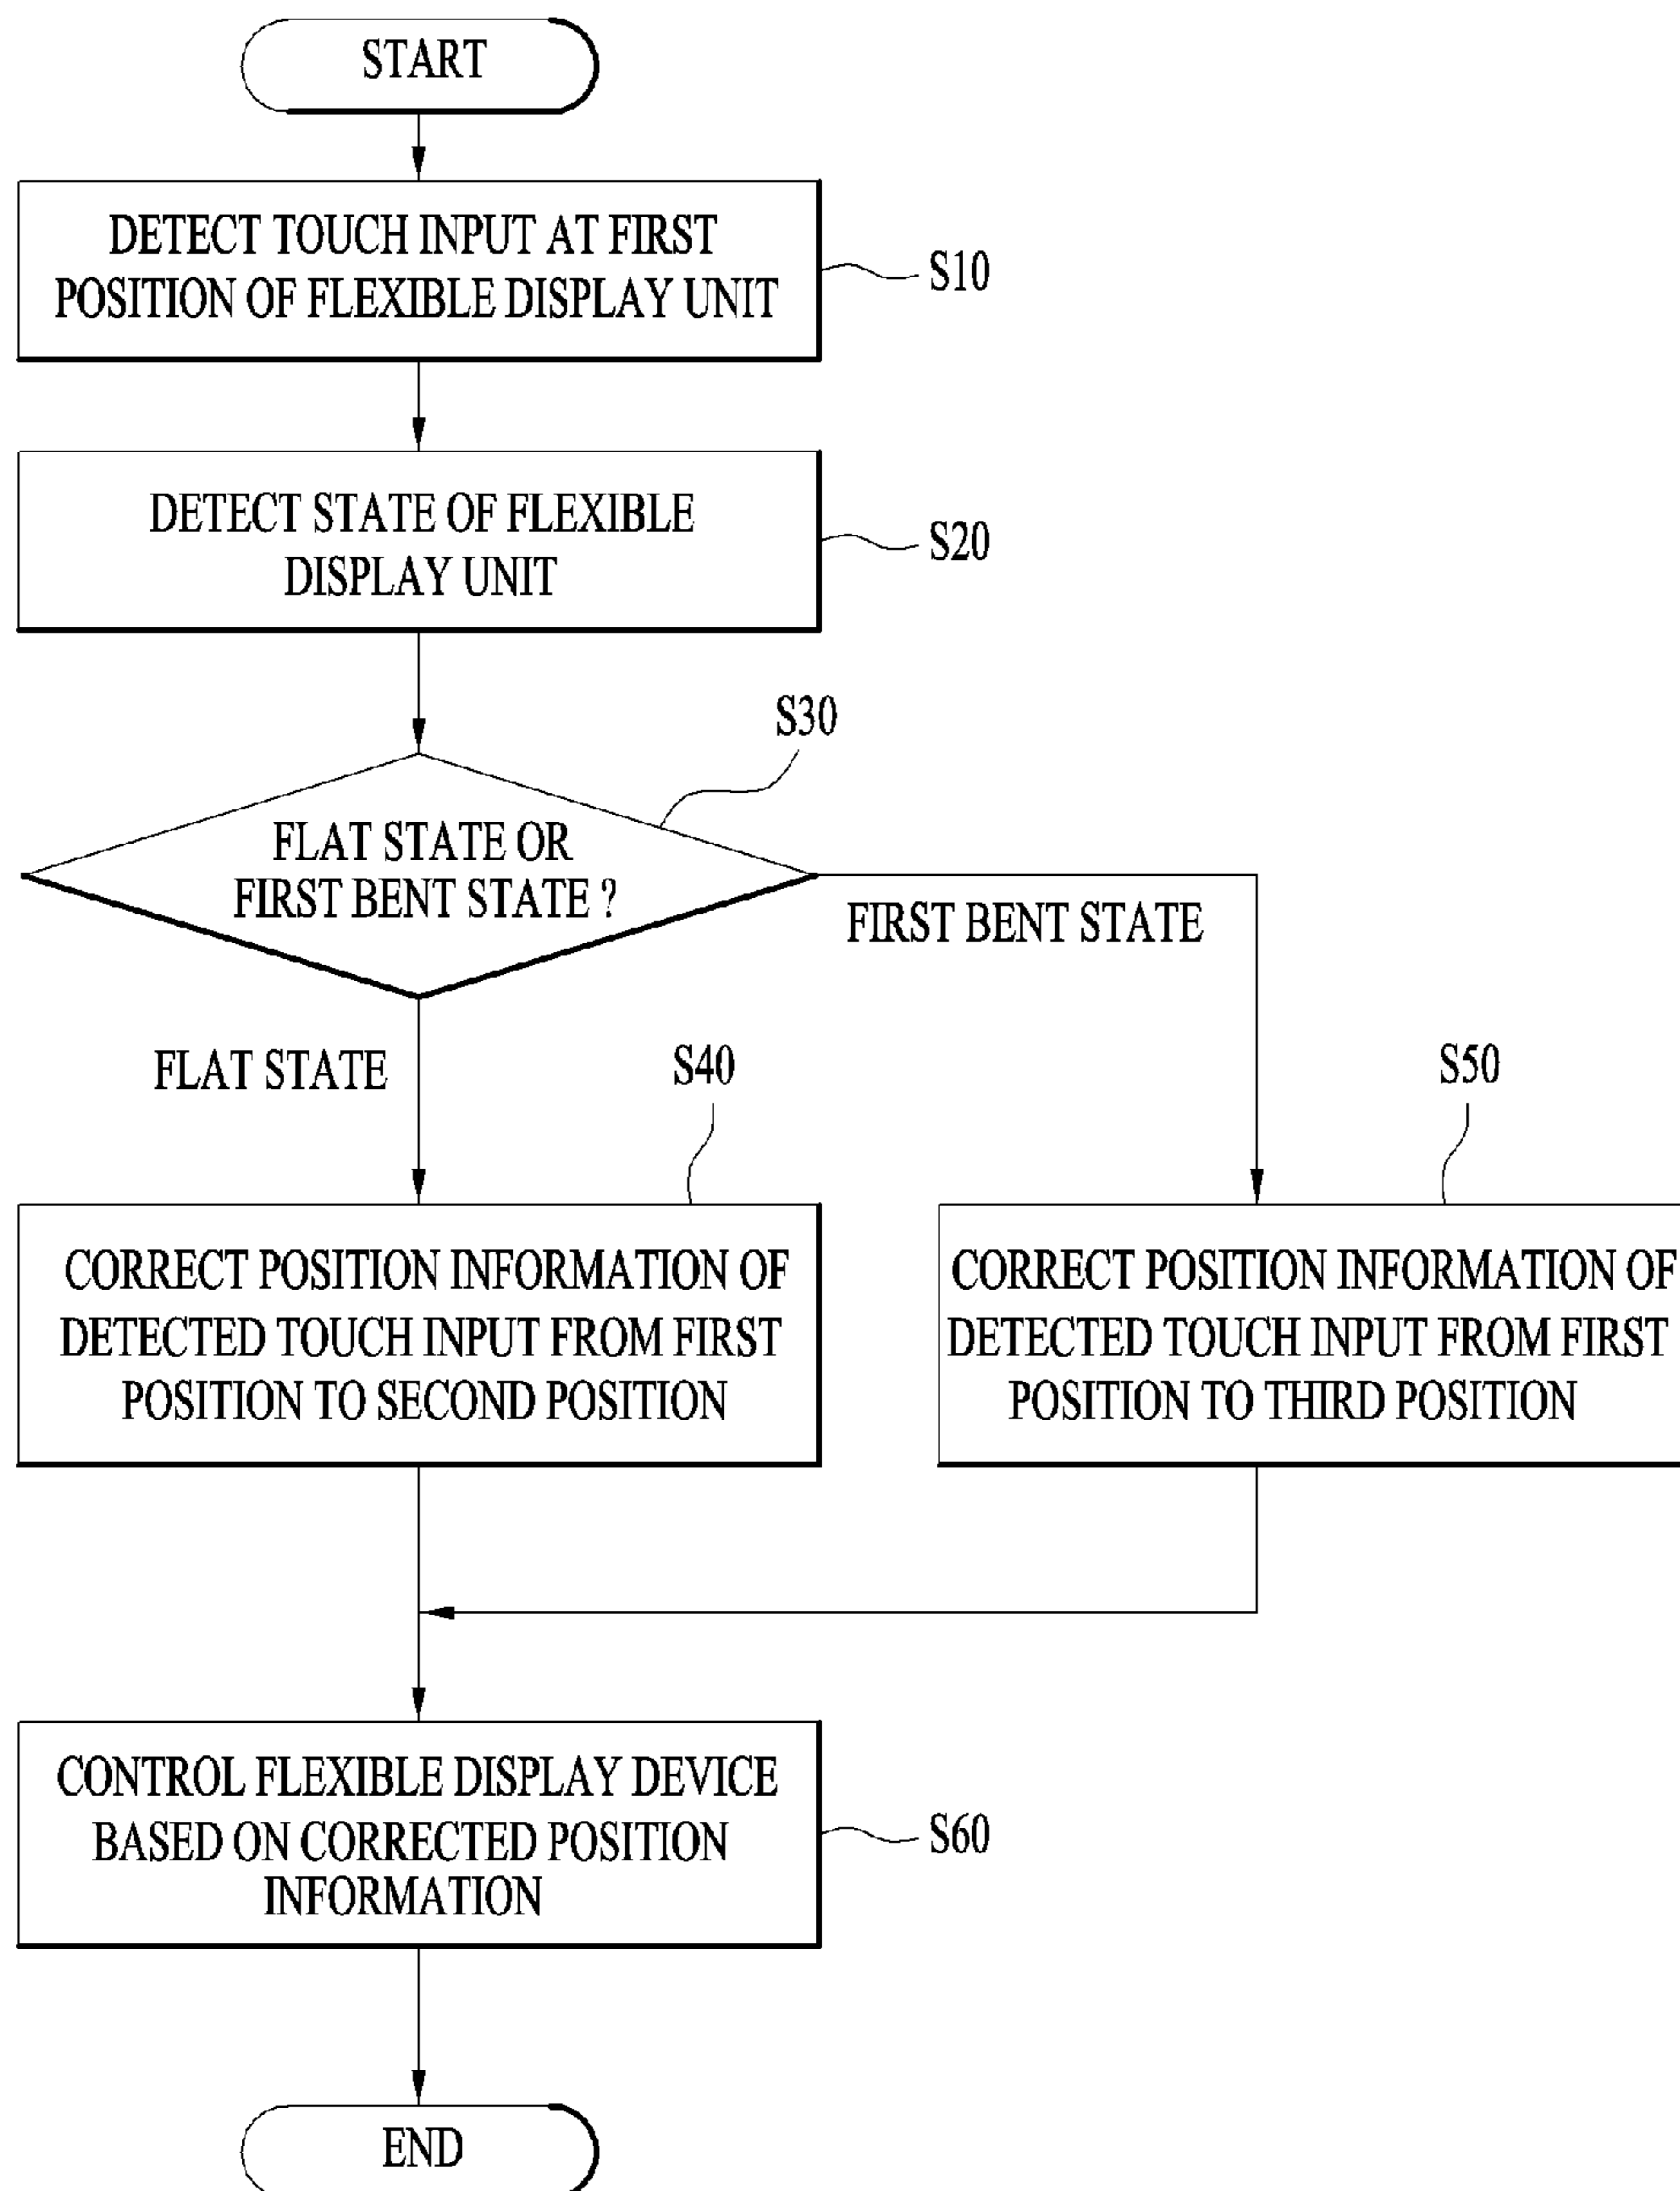 START
DETECT TOUCH INPUT AT FIRST
POSITION OF FLEXIBLE DISPLAY UNIT
S10
DETECT STATE OF FLEXIBLE
DISPLAY UNIT
S20
S30
FLAT STATE OR
FIRST BENT STATE ?
FIRST BENT STATE
FLAT STATE
S40
S50
CORRECT POSITION INFORMATION OF
DETECTED TOUCH INPUT FROM FIRST
POSITION TO SECOND POSITION
CORRECT POSITION INFORMATION OF
DETECTED TOUCH INPUT FROM FIRST
POSITION TO THIRD POSITION
CONTROL FLEXIBLE DISPLAY DEVICE
BASED ON CORRECTED POSITION
INFORMATION
S60
END